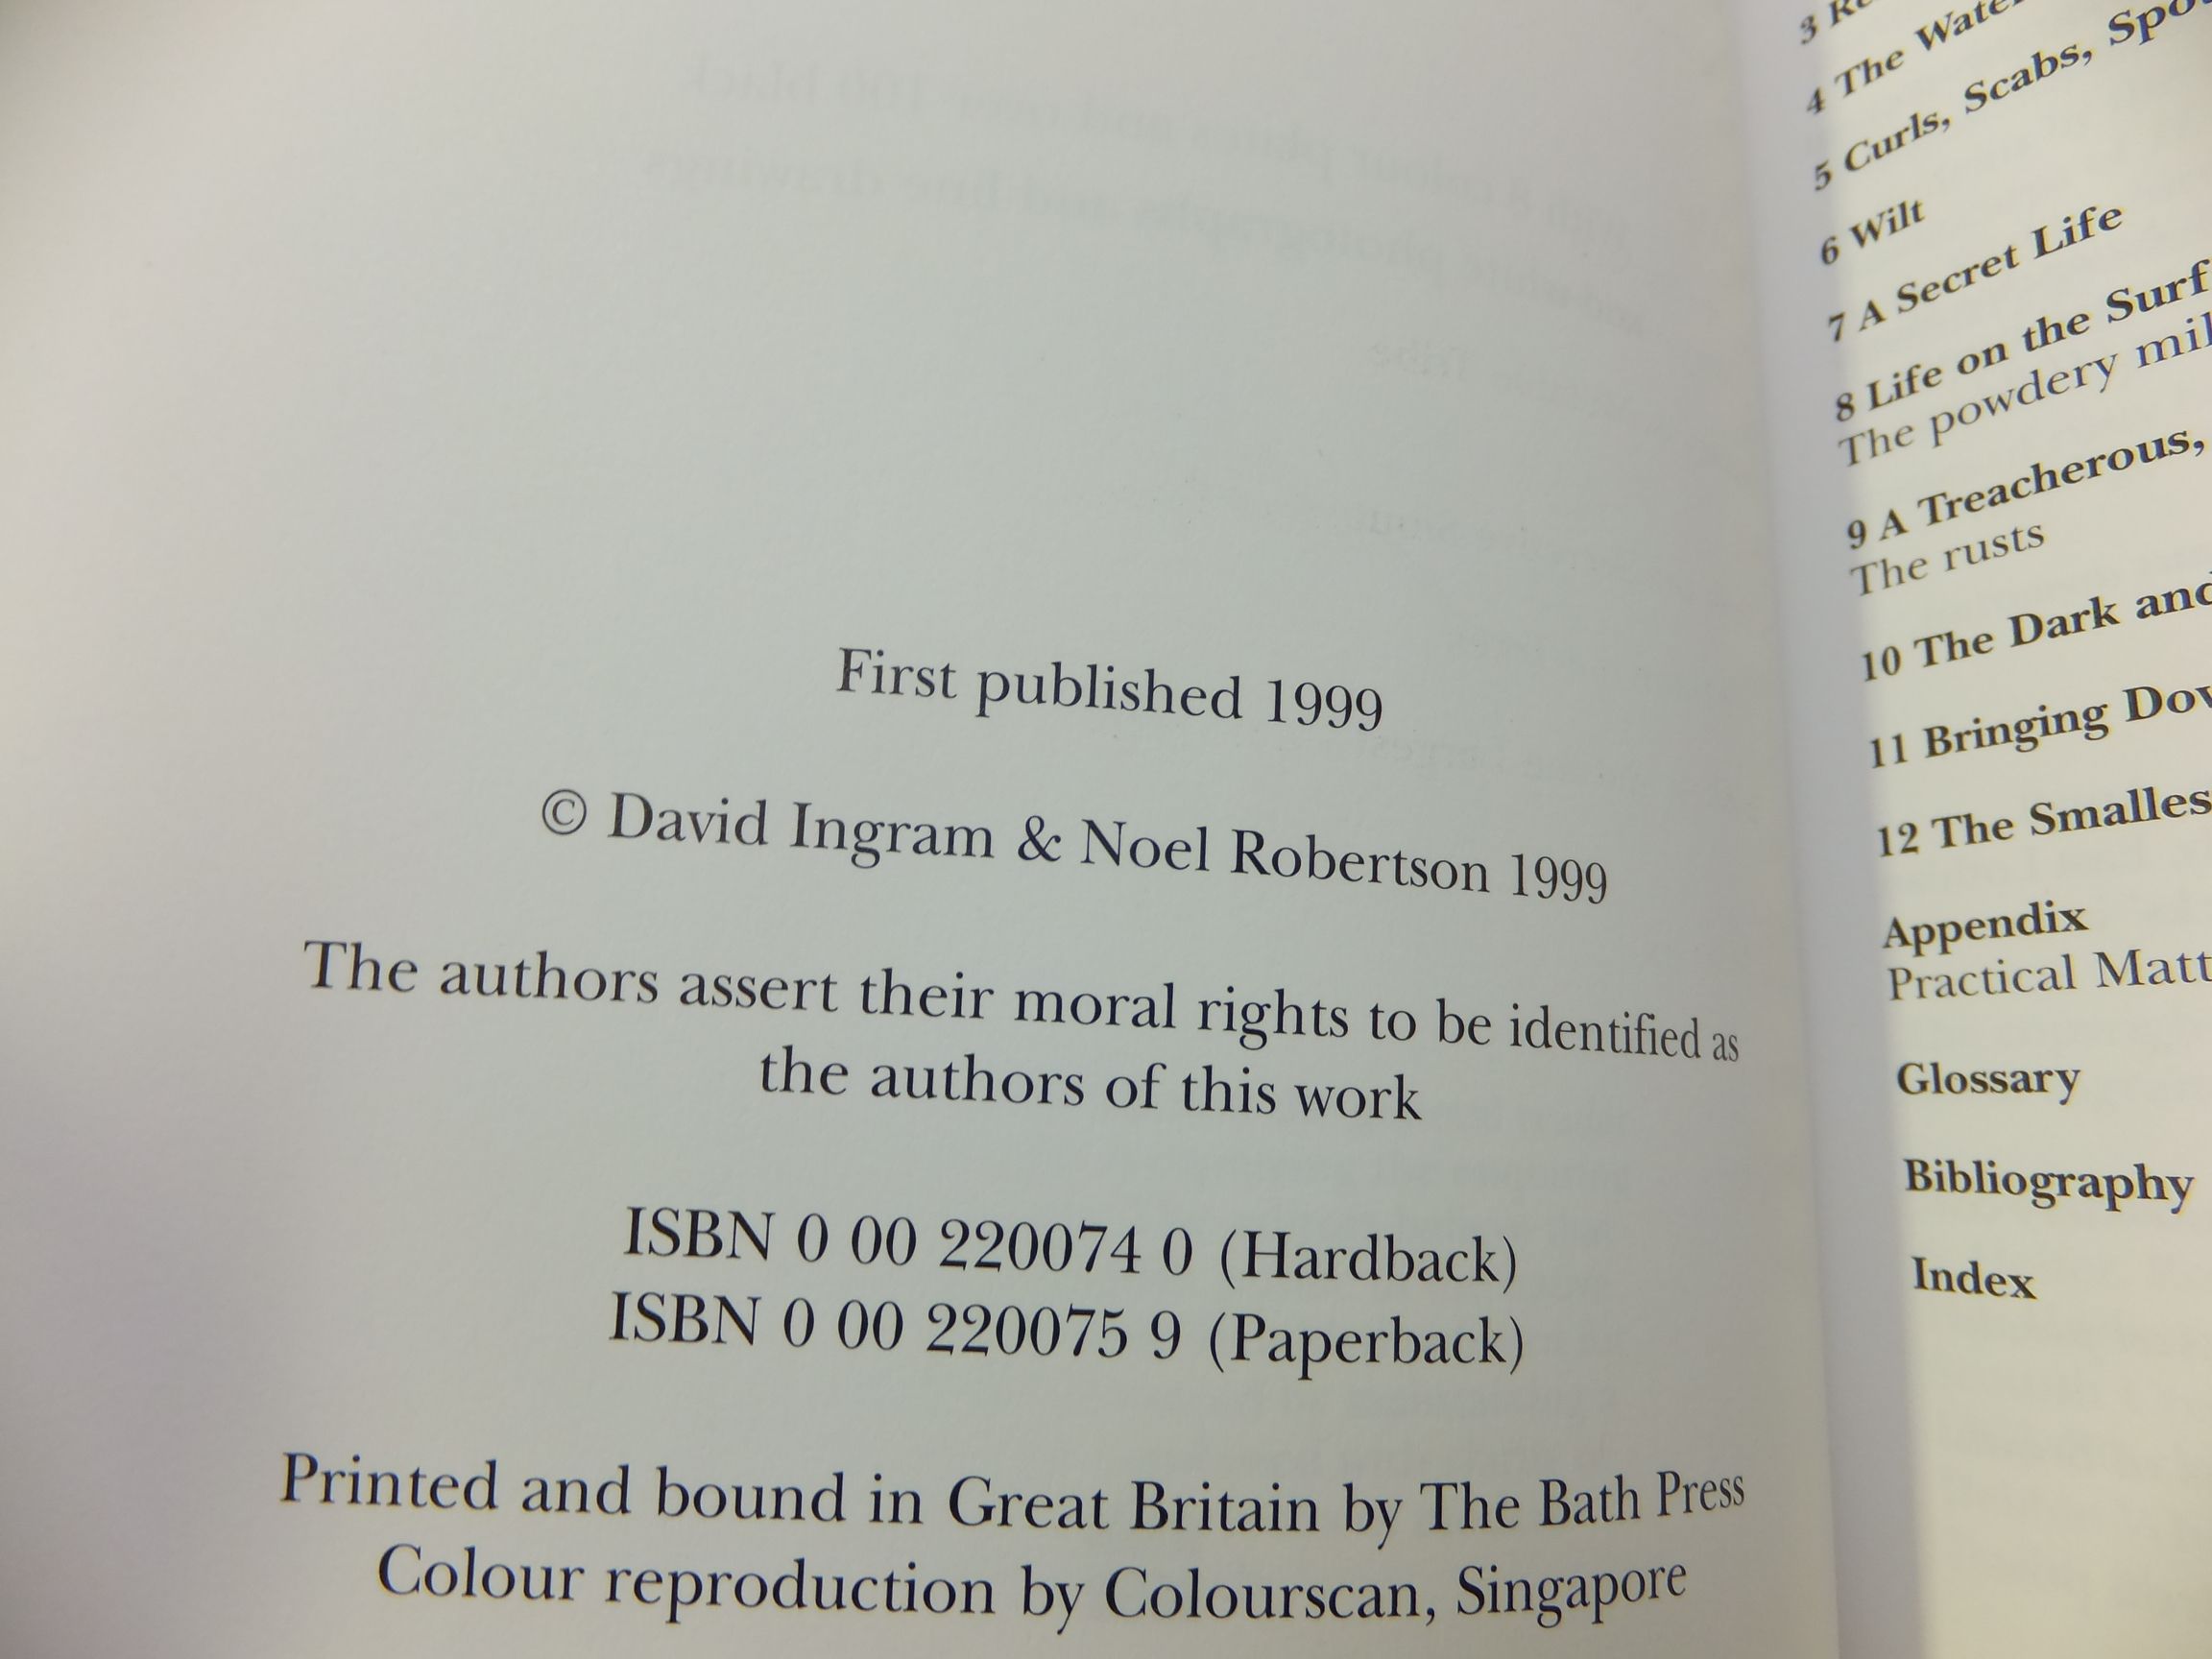 First published 1999
© David Ingram & Noel Robertson 1999
The authors assert their moral rights to be identified as
the authors of this work
ISBN 0 00 220074 0 (Hardback)
ISBN 0 00 220075 9 (Paperback)
Printed and bound in Great Britain by The Bath Press
Colour reproduction by Colourscan, Singapore
3
4 The
5 Curls, Scabs,
6 Wilt
7 A Secret Life
8 Life on the
The powdery
9 A Treacherous,
The rusts
10 The Dark
11 Bringing
12 The
Appendix
Practical
Glossary
Bibliography
Index